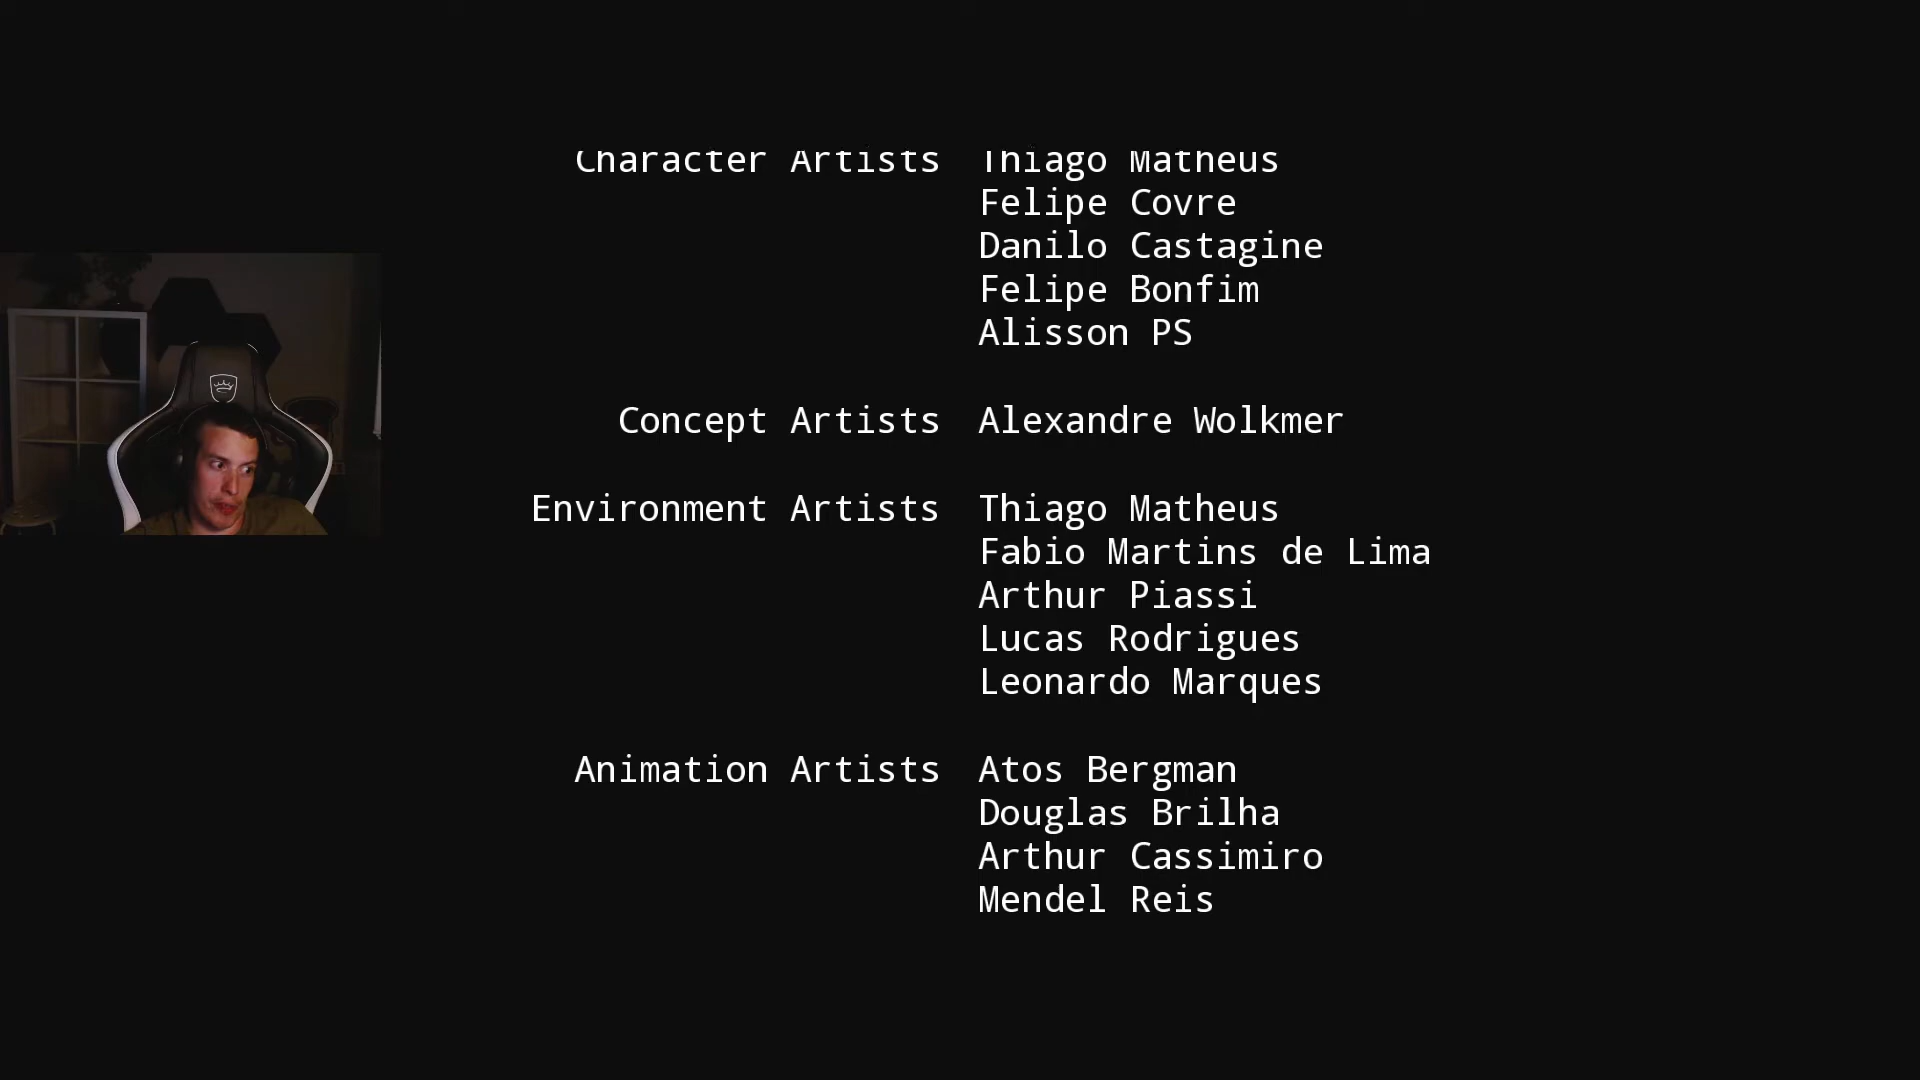 Character Artists Thiago Matheus
Felipe Covre
Danilo Castagine
Felipe Bonfim
Alisson PS
Concept Artists Alexandre Wolkmer
Environment Artists Thiago Matheus
Fabio Martins de Lima
Arthur Piassi
Lucas Rodrigues
Leonardo Marques
Animation Artists Atos Bergman
Douglas Brilha
Arthur Cassimiro
Mendel Reis